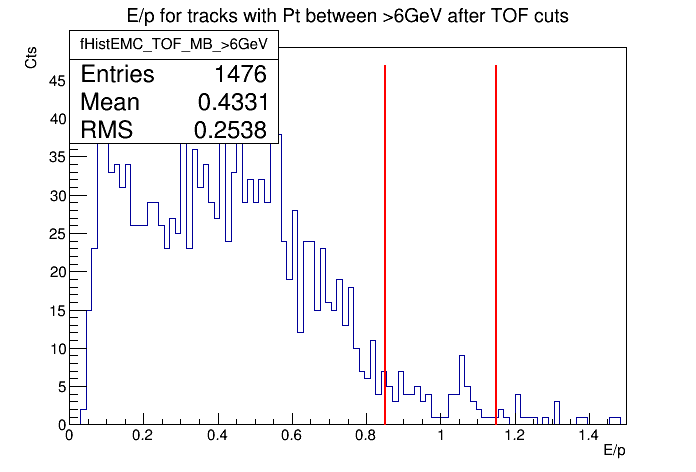 E/p for tracks with Pt between >6GeV after TOF cuts
fHistEMC_TOF_MB_>6GeV
Entries 1476
Mean 0.4331
RMS 0.2538
Cts
45
40
35
30
25
20
15
10
5
0
0 0.2 0.4 0.6 0.8 1 1.2 1.4
E/p